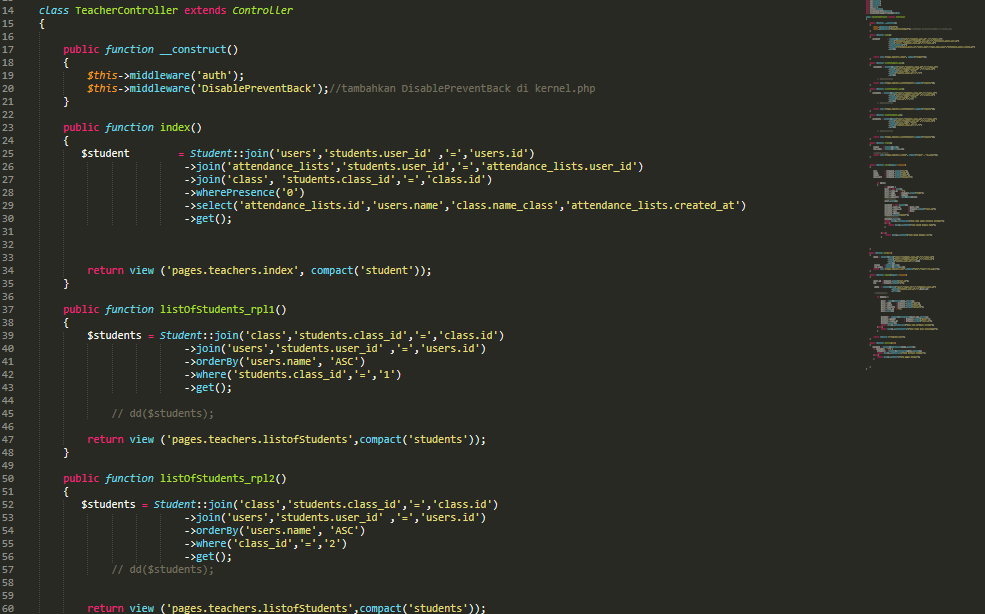 14 class TeacherController extends Controller
15 {
16
17 public function __construct()
18 {
19 $this->middleware('auth');
20 $this->middleware('DisablePreventBack');//tambahkan DisablePreventBack di kernel.php
21 }
22
23 public function index()
24 {
25 $student = Student::join('users','students.user_id' ,'=','users.id')
26 ->join('attendance_lists','students.user_id','=','attendance_lists.user_id')
27 ->join('class', 'students.class_id','=','class.id')
28 ->wherePresence('0')
29 ->select('attendance_lists.id','users.name','class.name_class','attendance_lists.created_at')
30 ->get();
31
32
33
34 return view ('pages.teachers.index', compact('student'));
35 }
36
37 public function listOfStudents_rpl1()
38 {
39 $students = Student::join('class','students.class_id','=','class.id')
40 ->join('users','students.user_id' ,'=','users.id')
41 ->orderBy('users.name', 'ASC')
42 ->where('students.class_id','=','1')
43 ->get();
44
45 // dd($students);
46
47 return view ('pages.teachers.listofStudents',compact('students'));
48 }
49
50 public function listOfStudents_rpl2()
51 {
52 $students = Student::join('class','students.class_id','=','class.id')
53 ->join('users','students.user_id' ,'=','users.id')
54 ->orderBy('users.name', 'ASC')
55 ->where('class_id','=','2')
56 ->get();
57 // dd($students);
58
59
60 return view ('pages.teachers.listofStudents',compact('students'));